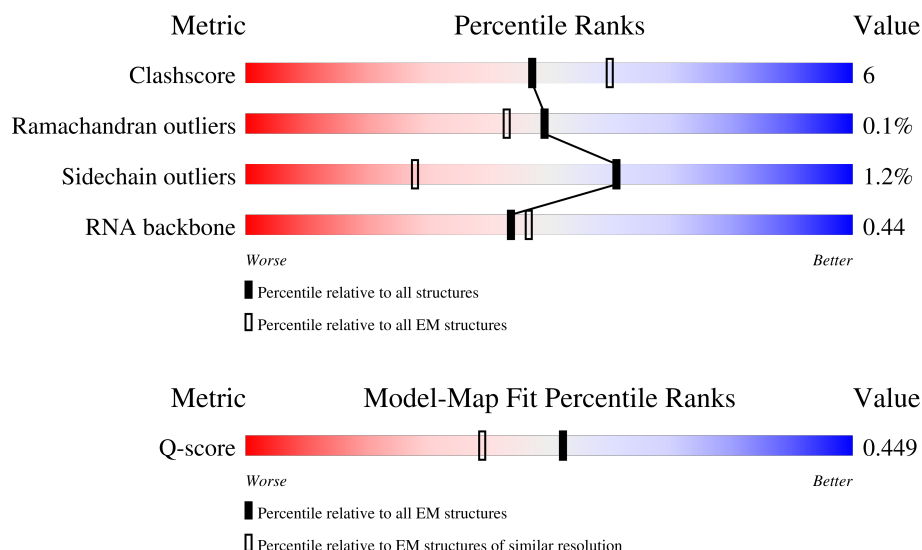 Metric Percentile Ranks Value
Clashscore 6
Ramachandran outliers 0.1%
Sidechain outliers 1.2%
RNA backbone 0.44
Worse Better
Percentile relative to all structures
Percentile relative to all EM structures
Metric Model-Map Fit Percentile Ranks Value
Q-score 0.449
Worse Better
Percentile relative to all EM structures
Percentile relative to EM structures of similar resolution